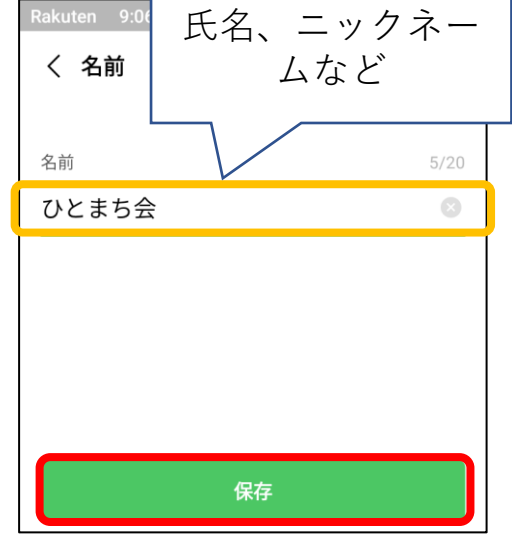 Rakuten 9:06
氏名、ニックネー
ムなど
く 名前
名前 5/20
ひとまち会
保存